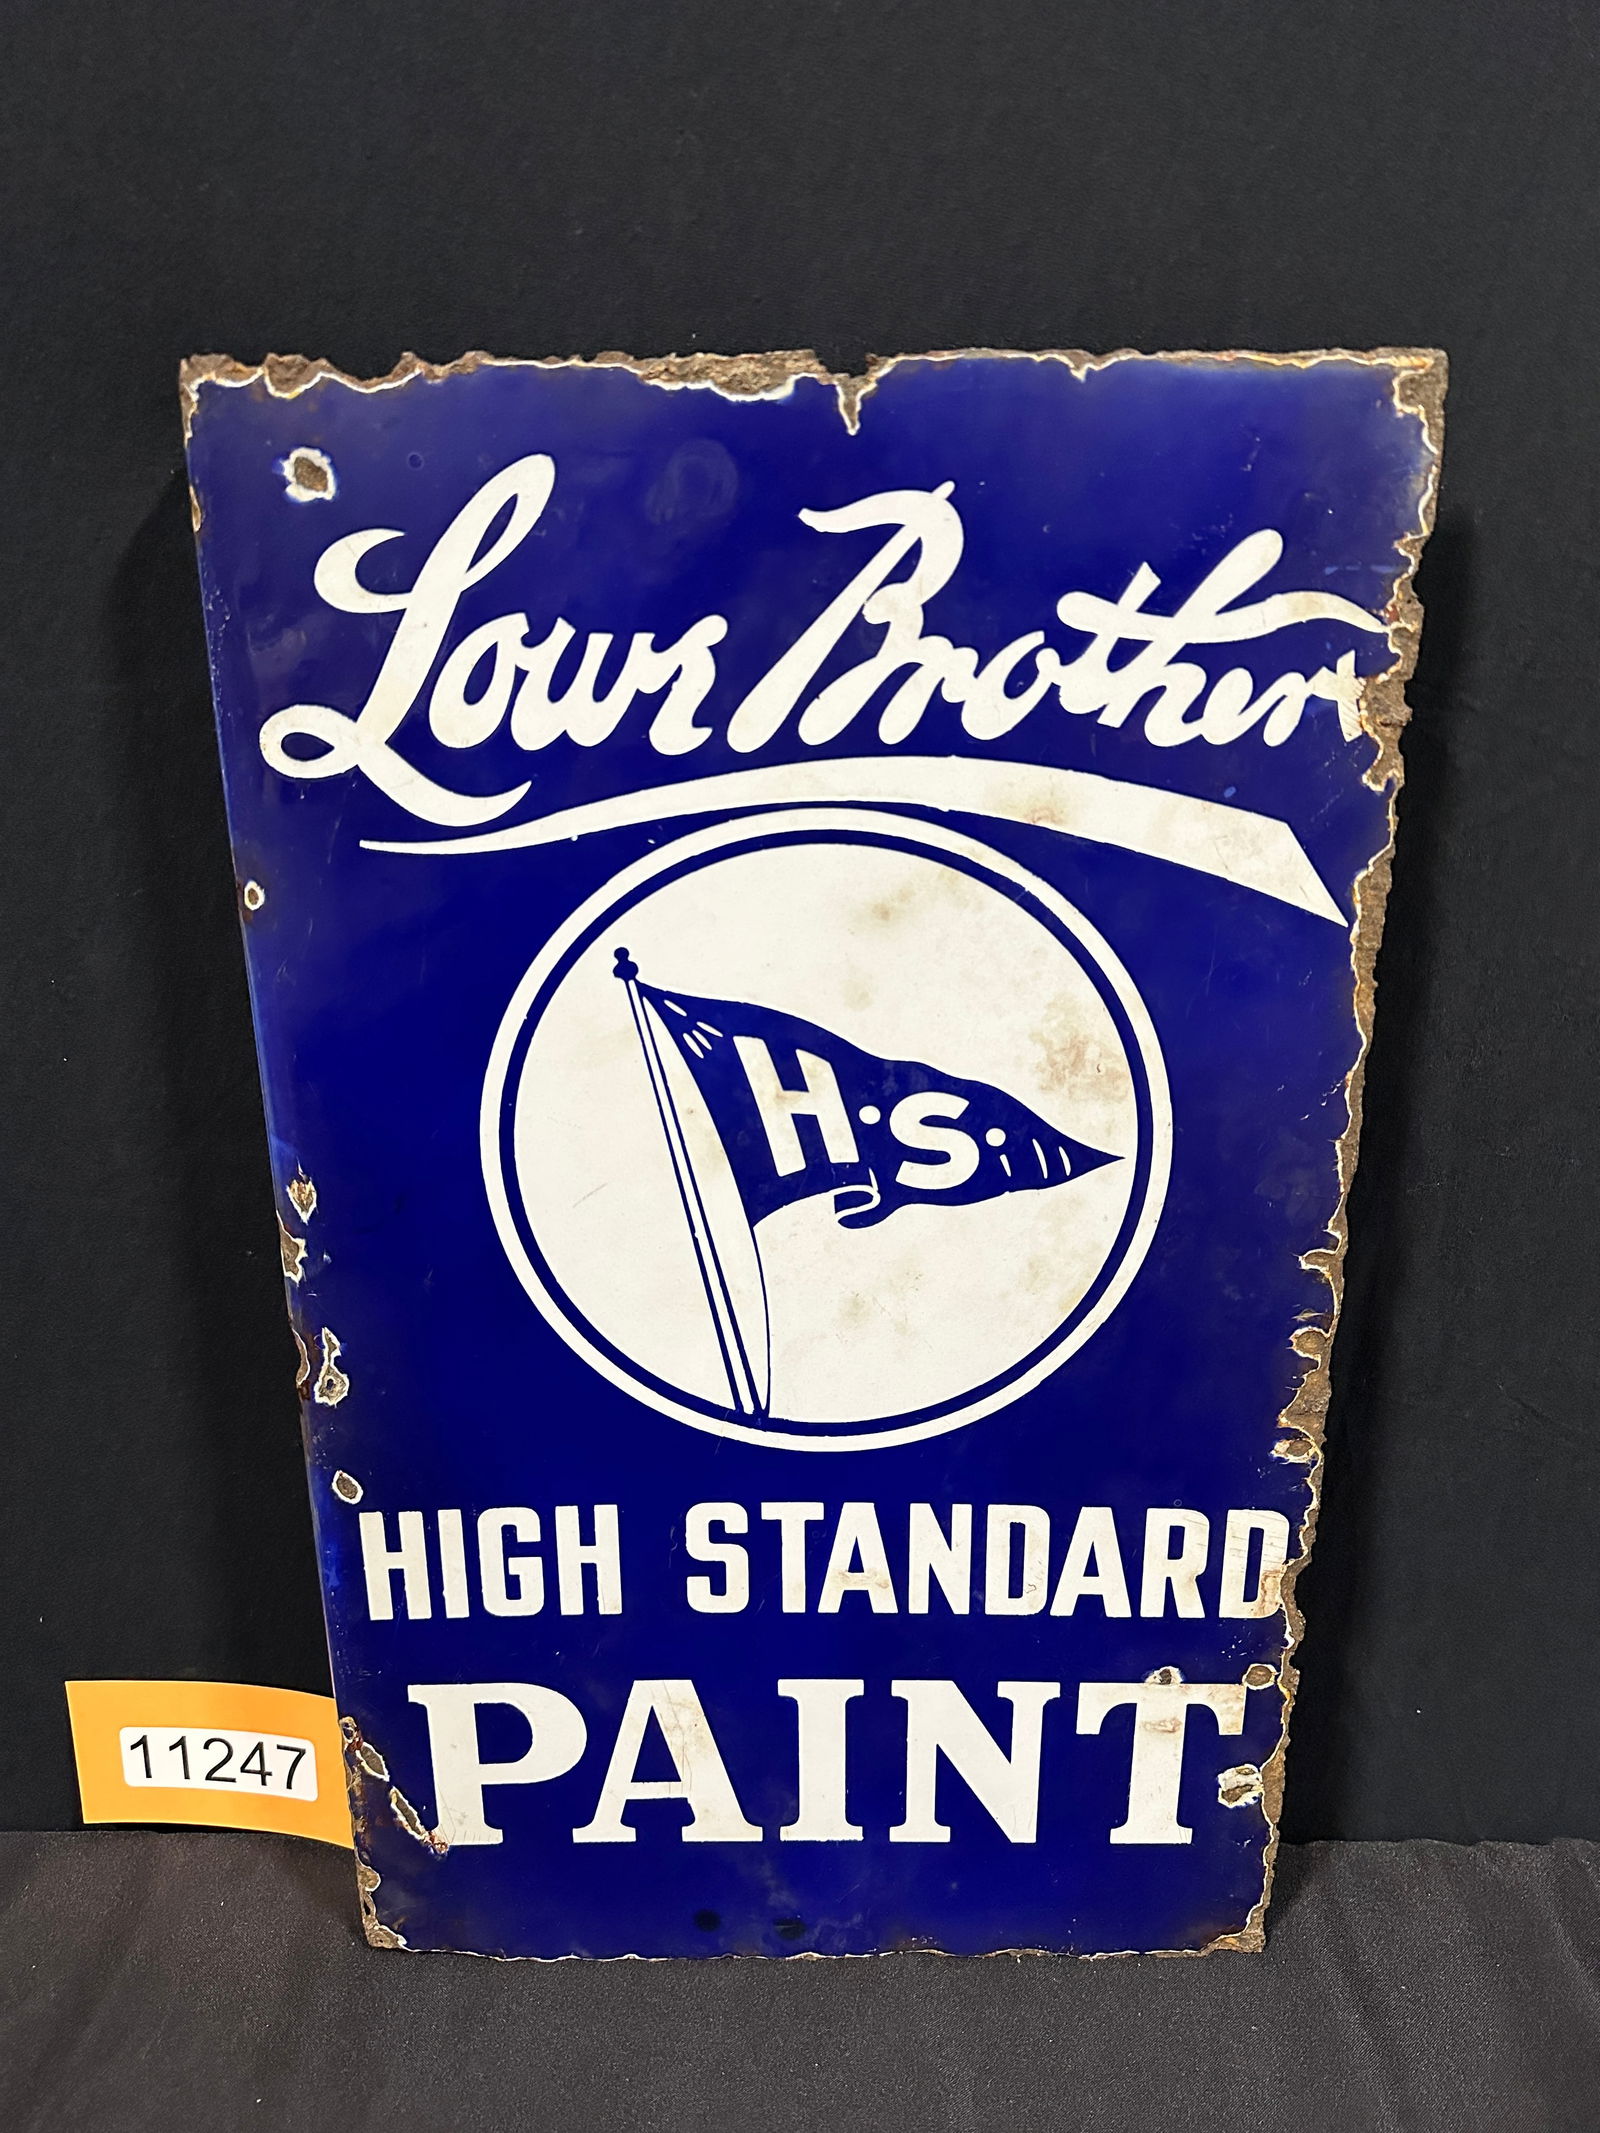 Lowe Brothers
H.S.
HIGH STANDARD
PAINT
11247